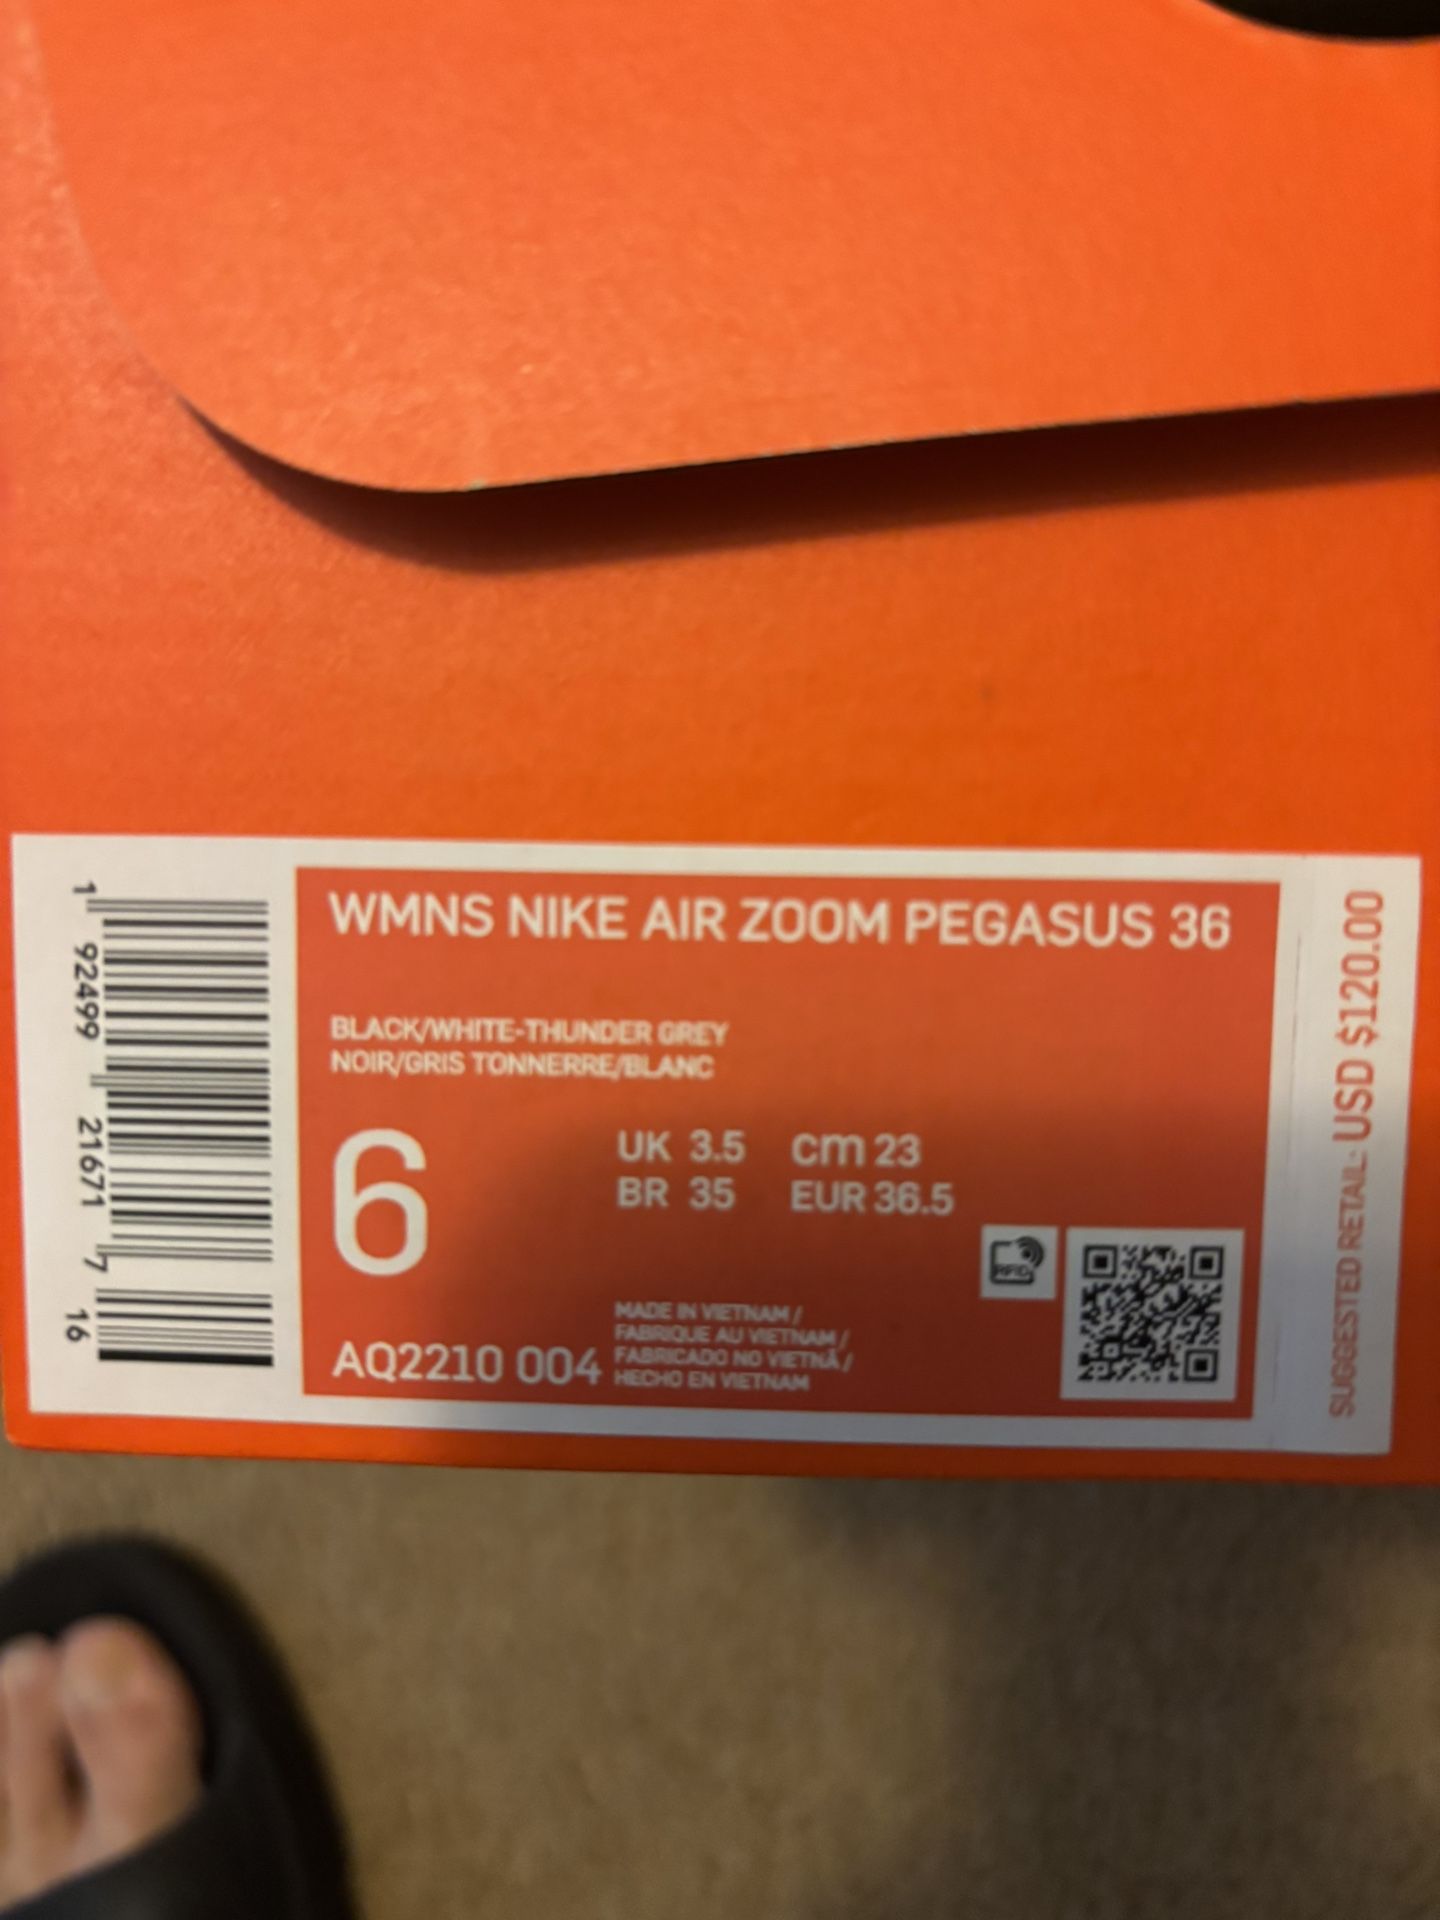 WMNS NIKE AIR ZOOM PEGASUS 36
BLACK/WHITE-THUNDER GREY
NOIR/GRIS TONNERRE/BLANC
6
UK 3.5 cm 23
BR 35 EUR 36.5
AQ2210 004
MADE IN VIETNAM /
FABRIQUE AU VIETNAM /
FABRICADO NO VIETNÃ /
HECHO EN VIETNAM
RFID
1 92499 21671 7 16
SUGGESTED RETAIL: USD $120.00